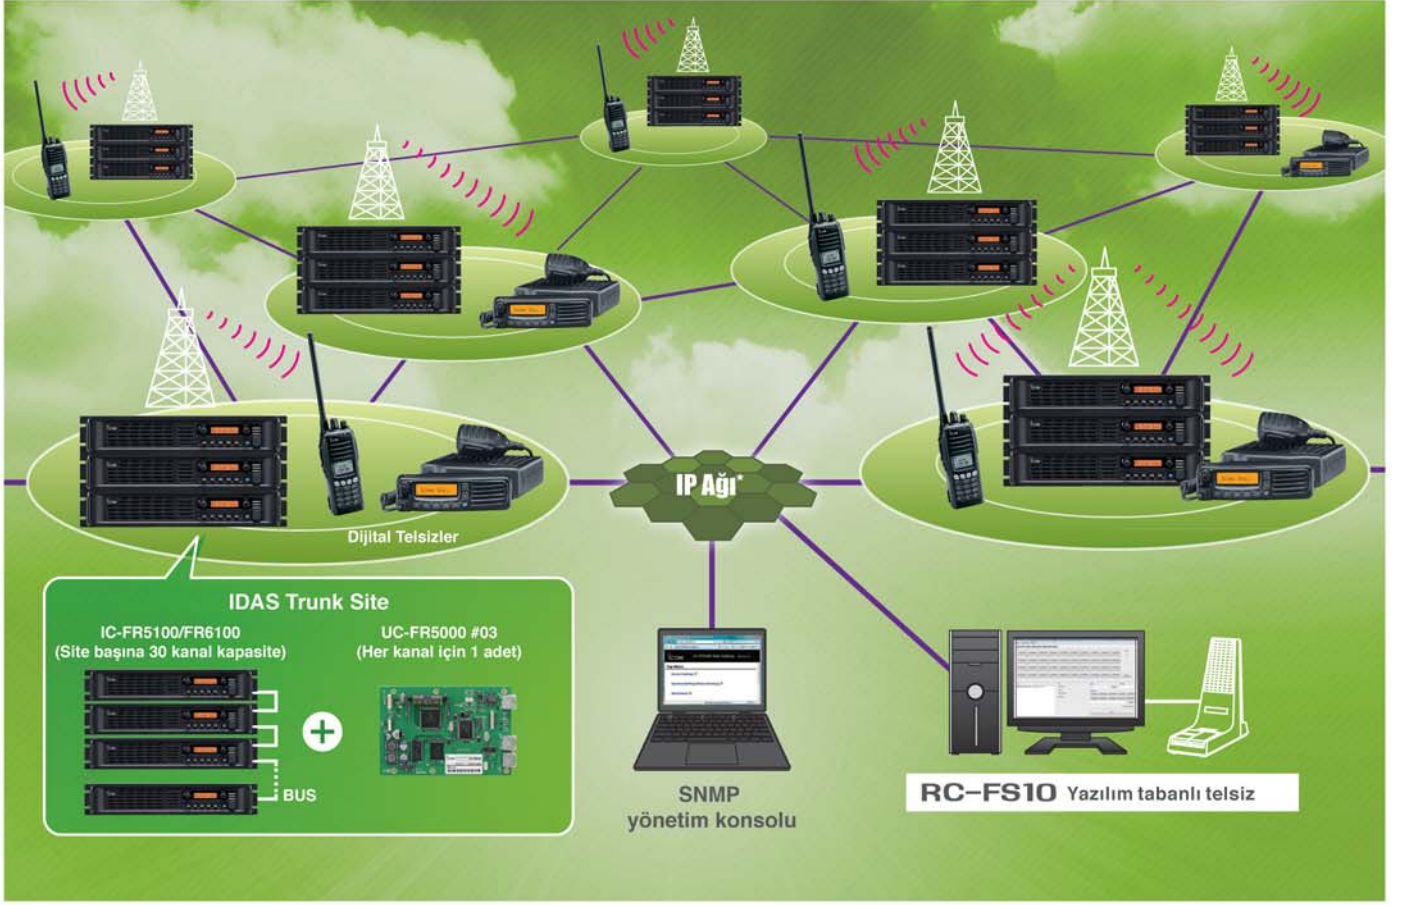 IP Ağı*
Dijital Telsizler
IDAS Trunk Site
IC-FR5100/FR6100
(Site başına 30 kanal kapasite)
UC-FR5000 #03
(Her kanal için 1 adet)
BUS
SNMP
yönetim konsolu
RC-FS10 Yazılım tabanlı telsiz